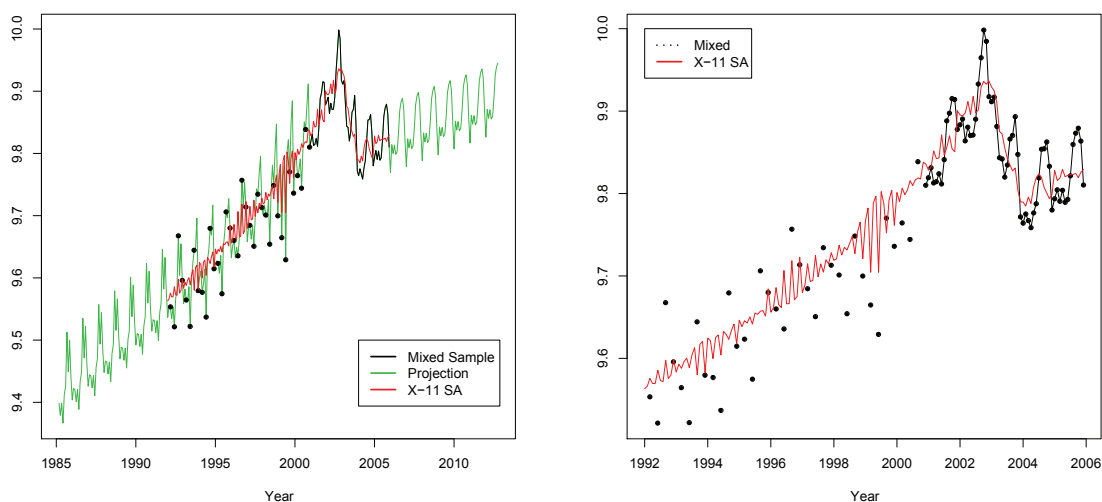 10.0
9.9
9.8
9.7
9.6
9.5
9.4
Mixed Sample
Projection
X−11 SA
1985 1990 1995 2000 2005 2010
Year
10.0
9.9
9.8
9.7
9.6
Mixed
X−11 SA
1992 1994 1996 1998 2000 2002 2004 2006
Year